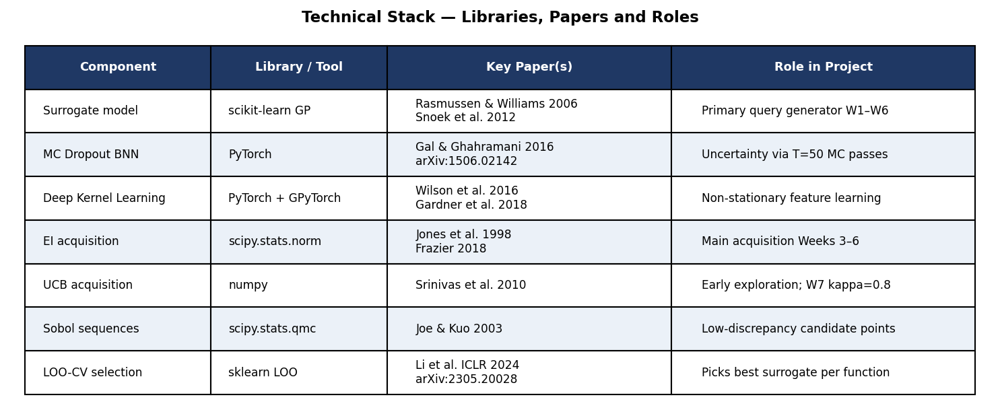 Technical Stack — Libraries, Papers and Roles
Component Library / Tool Key Paper(s) Role in Project
Surrogate model scikit-learn GP Rasmussen & Williams 2006 Primary query generator W1–W6
Snoek et al. 2012
MC Dropout BNN PyTorch Gal & Ghahramani 2016 Uncertainty via T=50 MC passes
arXiv:1506.02142
Deep Kernel Learning PyTorch + GPyTorch Wilson et al. 2016 Non-stationary feature learning
Gardner et al. 2018
EI acquisition scipy.stats.norm Jones et al. 1998 Main acquisition Weeks 3–6
Frazier 2018
UCB acquisition numpy Srinivas et al. 2010 Early exploration; W7 kappa=0.8
Sobol sequences scipy.stats.qmc Joe & Kuo 2003 Low-discrepancy candidate points
LOO-CV selection sklearn LOO Li et al. ICLR 2024 Picks best surrogate per function
arXiv:2305.20028